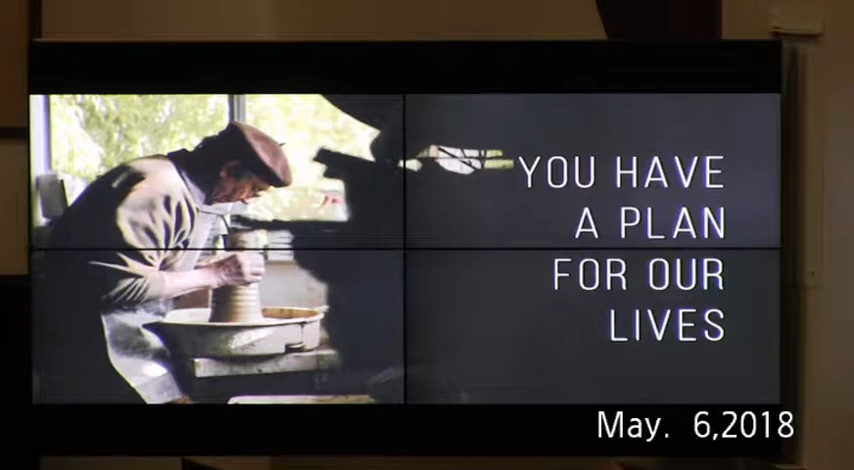 YOU HAVE
A PLAN
FOR OUR
LIVES
May. 6,2018